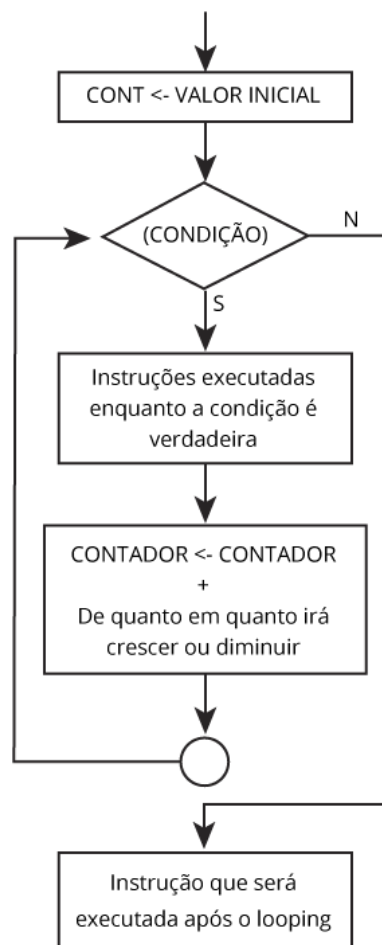 CONT <- VALOR INICIAL
(CONDIÇÃO)
N
S
Instruções executadas
enquanto a condição é
verdadeira
CONTADOR <- CONTADOR
+
De quanto em quanto irá
crescer ou diminuir
Instrução que será
executada após o looping